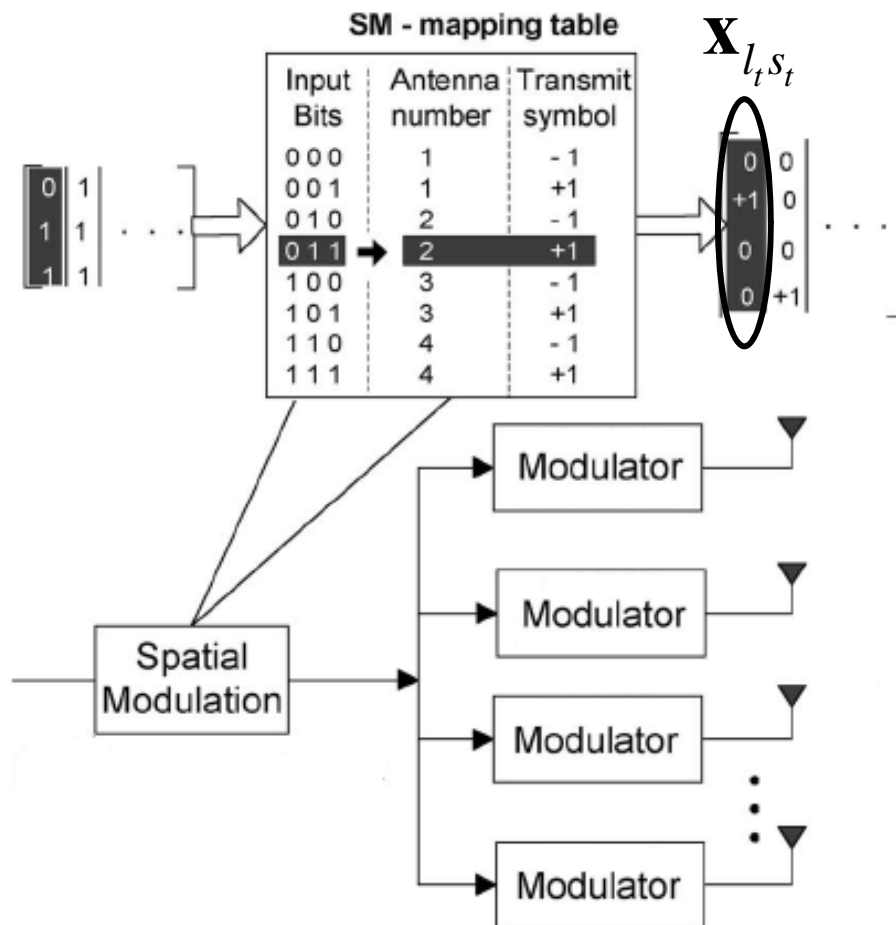 SM - mapping table
x l_t s_t
Input Bits Antenna number Transmit symbol
0 0 0 1 - 1
0 0 1 1 +1
0 1 0 2 - 1
0 1 1 2 +1
1 0 0 3 - 1
1 0 1 3 +1
1 1 0 4 - 1
1 1 1 4 +1
0 1
1 1 . . .
1 1
0 0
+1 0
0 0 . . .
0 +1
Modulator
Modulator
Spatial
Modulation
Modulator
Modulator